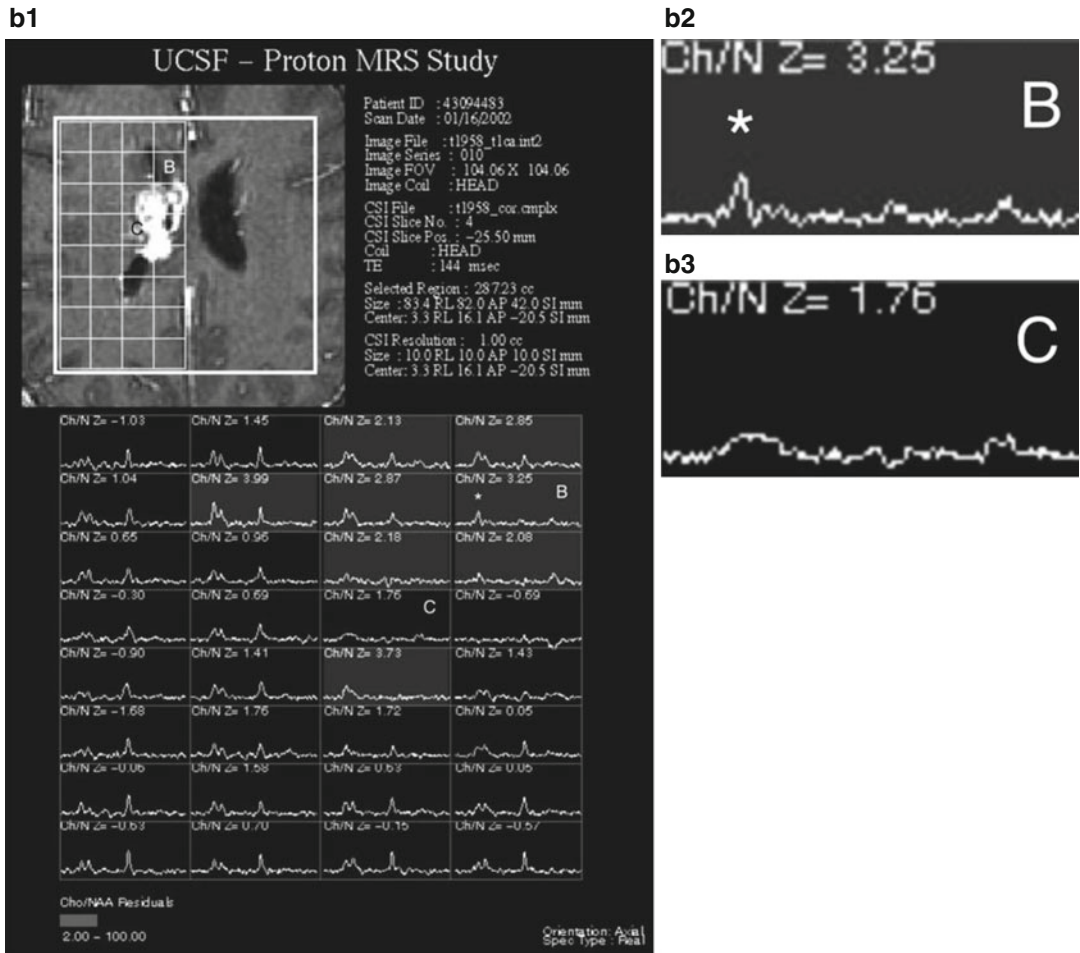 b1
UCSF – Proton MRS Study
Patient ID : 43094483
Scan Date : 01/16/2002
Image File : t1958_t1ca.int2
Image Series : 010
Image FOV : 104.06 X 104.06
Image Coil : HEAD
CSI File : t1958_cor.cmplx
CSI Slice No. : 4
CSI Slice Pos. : -25.50 mm
Coil : HEAD
TE : 144 msec
Selected Region : 287.23 cc
Size : 83.4 RL 82.0 AP 42.0 SI mm
Center: 3.3 RL 16.1 AP -20.5 SI mm
CSI Resolution : 1.00 cc
Size : 10.0 RL 10.0 AP 10.0 SI mm
Center: 3.3 RL 16.1 AP -20.5 SI mm
B
C
Ch/N Z= -1.03 Ch/N Z= 1.45 Ch/N Z= 2.13 Ch/N Z= 2.85
Ch/N Z= 1.04 Ch/N Z= 3.99 Ch/N Z= 2.87 Ch/N Z= 3.25
* B
Ch/N Z= 0.65 Ch/N Z= 0.96 Ch/N Z= 2.18 Ch/N Z= 2.08
Ch/N Z= -0.30 Ch/N Z= 0.69 Ch/N Z= 1.76 Ch/N Z= -0.69
C
Ch/N Z= -0.90 Ch/N Z= 1.41 Ch/N Z= 3.73 Ch/N Z= 1.43
Ch/N Z= -1.68 Ch/N Z= 1.76 Ch/N Z= 1.72 Ch/N Z= 0.05
Ch/N Z= -0.06 Ch/N Z= 1.58 Ch/N Z= 0.63 Ch/N Z= 0.05
Ch/N Z= -0.63 Ch/N Z= 0.70 Ch/N Z= -0.15 Ch/N Z= -0.57
Cho/NAA Residuals
2.00 - 100.00
Orientation: Axial
Spec Type : Real
b2
Ch/N Z= 3.25
* B
b3
Ch/N Z= 1.76
C